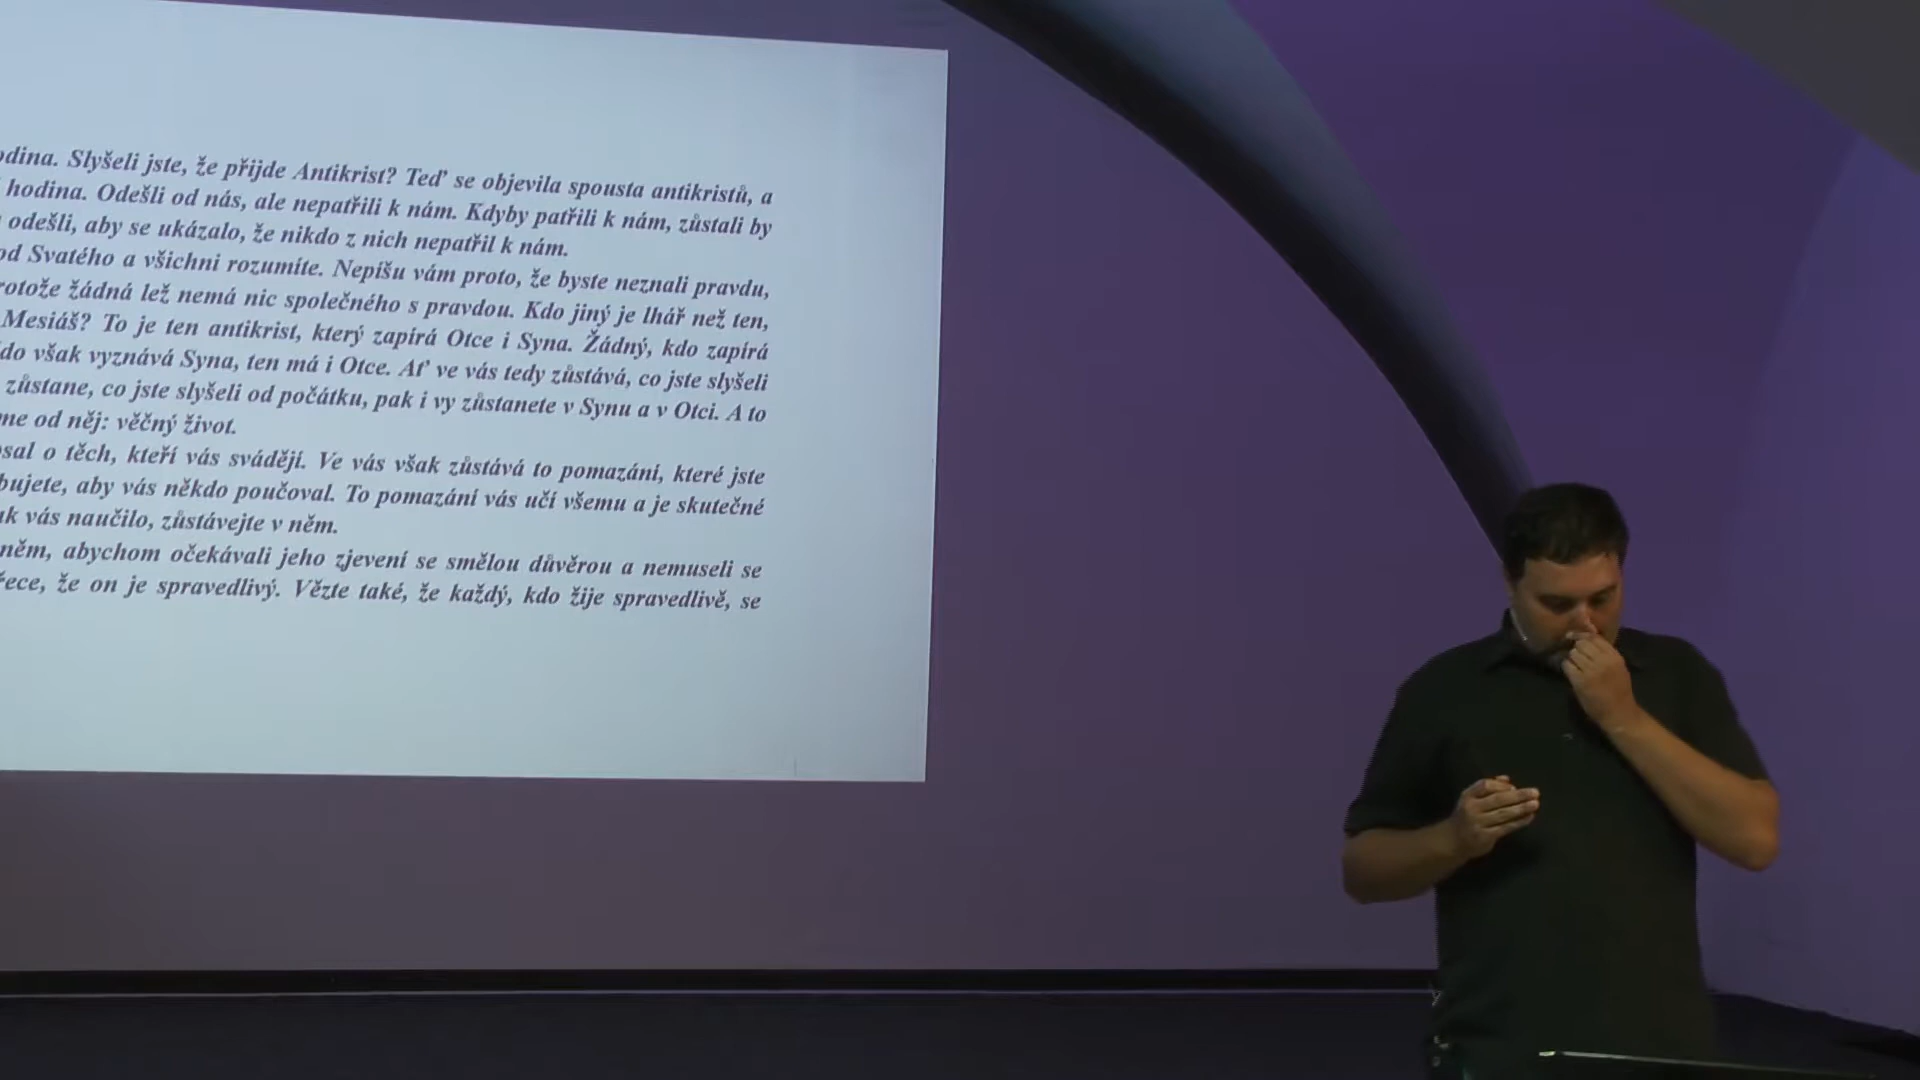 odina. Slyšeli jste, že přijde Antikrist? Teď se objevila spousta antikristů, a
hodina. Odešli od nás, ale nepatřili k nám. Kdyby patřili k nám, zůstali by
odešli, aby se ukázalo, že nikdo z nich nepatřil k nám.
od Svatého a všichni rozumíte. Nepíšu vám proto, že byste neznali pravdu,
rotože žádná lež nemá nic společného s pravdou. Kdo jiný je lhář než ten,
Mesiáš? To je ten antikrist, který zapírá Otce i Syna. Žádný, kdo zapírá
do však vyznává Syna, ten má i Otce. Ať ve vás tedy zůstává, co jste slyšeli
zůstane, co jste slyšeli od počátku, pak i vy zůstanete v Synu a v Otci. A to
me od něj: věčný život.
sal o těch, kteří vás svádějí. Ve vás však zůstává to pomazání, které jste
bujete, aby vás někdo poučoval. To pomazání vás učí všemu a je skutečné
ak vás naučilo, zůstávejte v něm.
něm, abychom očekávali jeho zjevení se smělou důvěrou a nemuseli se
řece, že on je spravedlivý. Vězte také, že každý, kdo žije spravedlivě, se